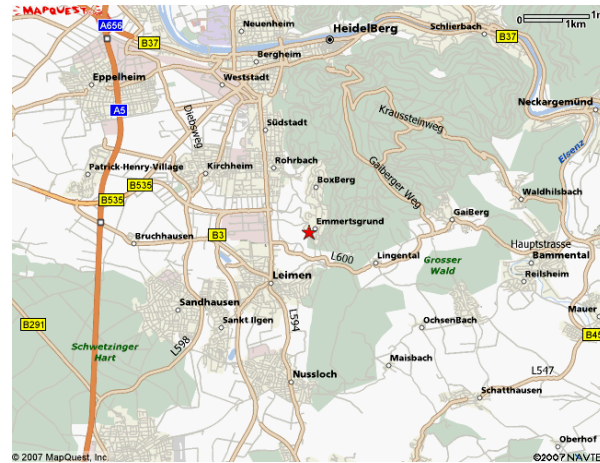 MAPQUEST
A656
B37
Neuenheim
HeidelBerg
Schlierbach
B37
1km
Bergheim
Eppelheim
Weststadt
Neckargemünd
A5
Diebsweg
Südstadt
Kraussteinweg
Elsenz
Patrick-Henry-Village
Kirchheim
Rohrbach
Gaiberger Weg
B535
BoxBerg
Waldhilsbach
B535
Emmertsgrund
GaiBerg
Bruchhausen
B3
Hauptstrasse
L600
Lingental
Grosser
Wald
Bammental
Leimen
Reilsheim
Sandhausen
Mauer
B291
Sankt Ilgen
L594
OchsenBach
B45
Schwetzinger
Hart
L598
Maisbach
L547
Nussloch
Schatthausen
Oberhof
© 2007 MapQuest, Inc.
©2007 NAVTE